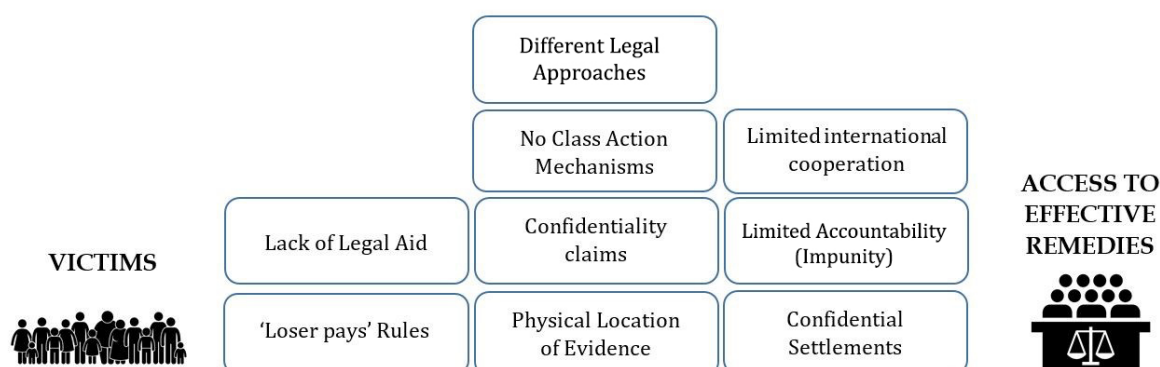 Different Legal
Approaches
No Class Action
Mechanisms
Limited international
cooperation
Lack of Legal Aid
Confidentiality
claims
Limited Accountability
(Impunity)
‘Loser pays’ Rules
Physical Location
of Evidence
Confidential
Settlements
VICTIMS
ACCESS TO
EFFECTIVE
REMEDIES